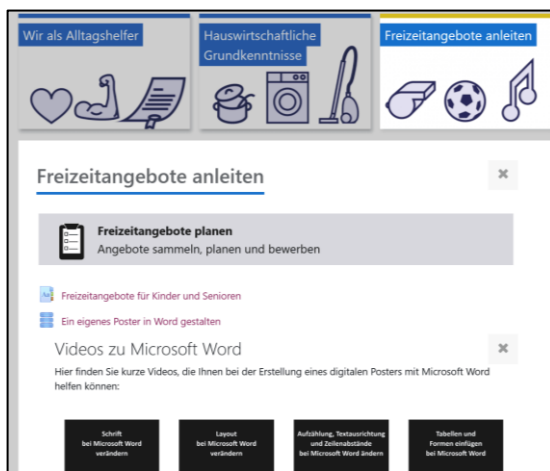 Wir als Alltagshelfer
Hauswirtschaftliche
Grundkenntnisse
Freizeitangebote anleiten
Freizeitangebote anleiten
Freizeitangebote planen
Angebote sammeln, planen und bewerben
Freizeitangebote für Kinder und Senioren
Ein eigenes Poster in Word gestalten
Videos zu Microsoft Word
Hier finden Sie kurze Videos, die Ihnen bei der Erstellung eines digitalen Posters mit Microsoft Word
helfen können:
Schrift
bei Microsoft Word
verändern
Layout
bei Microsoft Word
verändern
Aufzählung, Textausrichtung
und Zeilenabstände
bei Microsoft Word ändern
Tabellen und
Formen einfügen
bei Microsoft Word